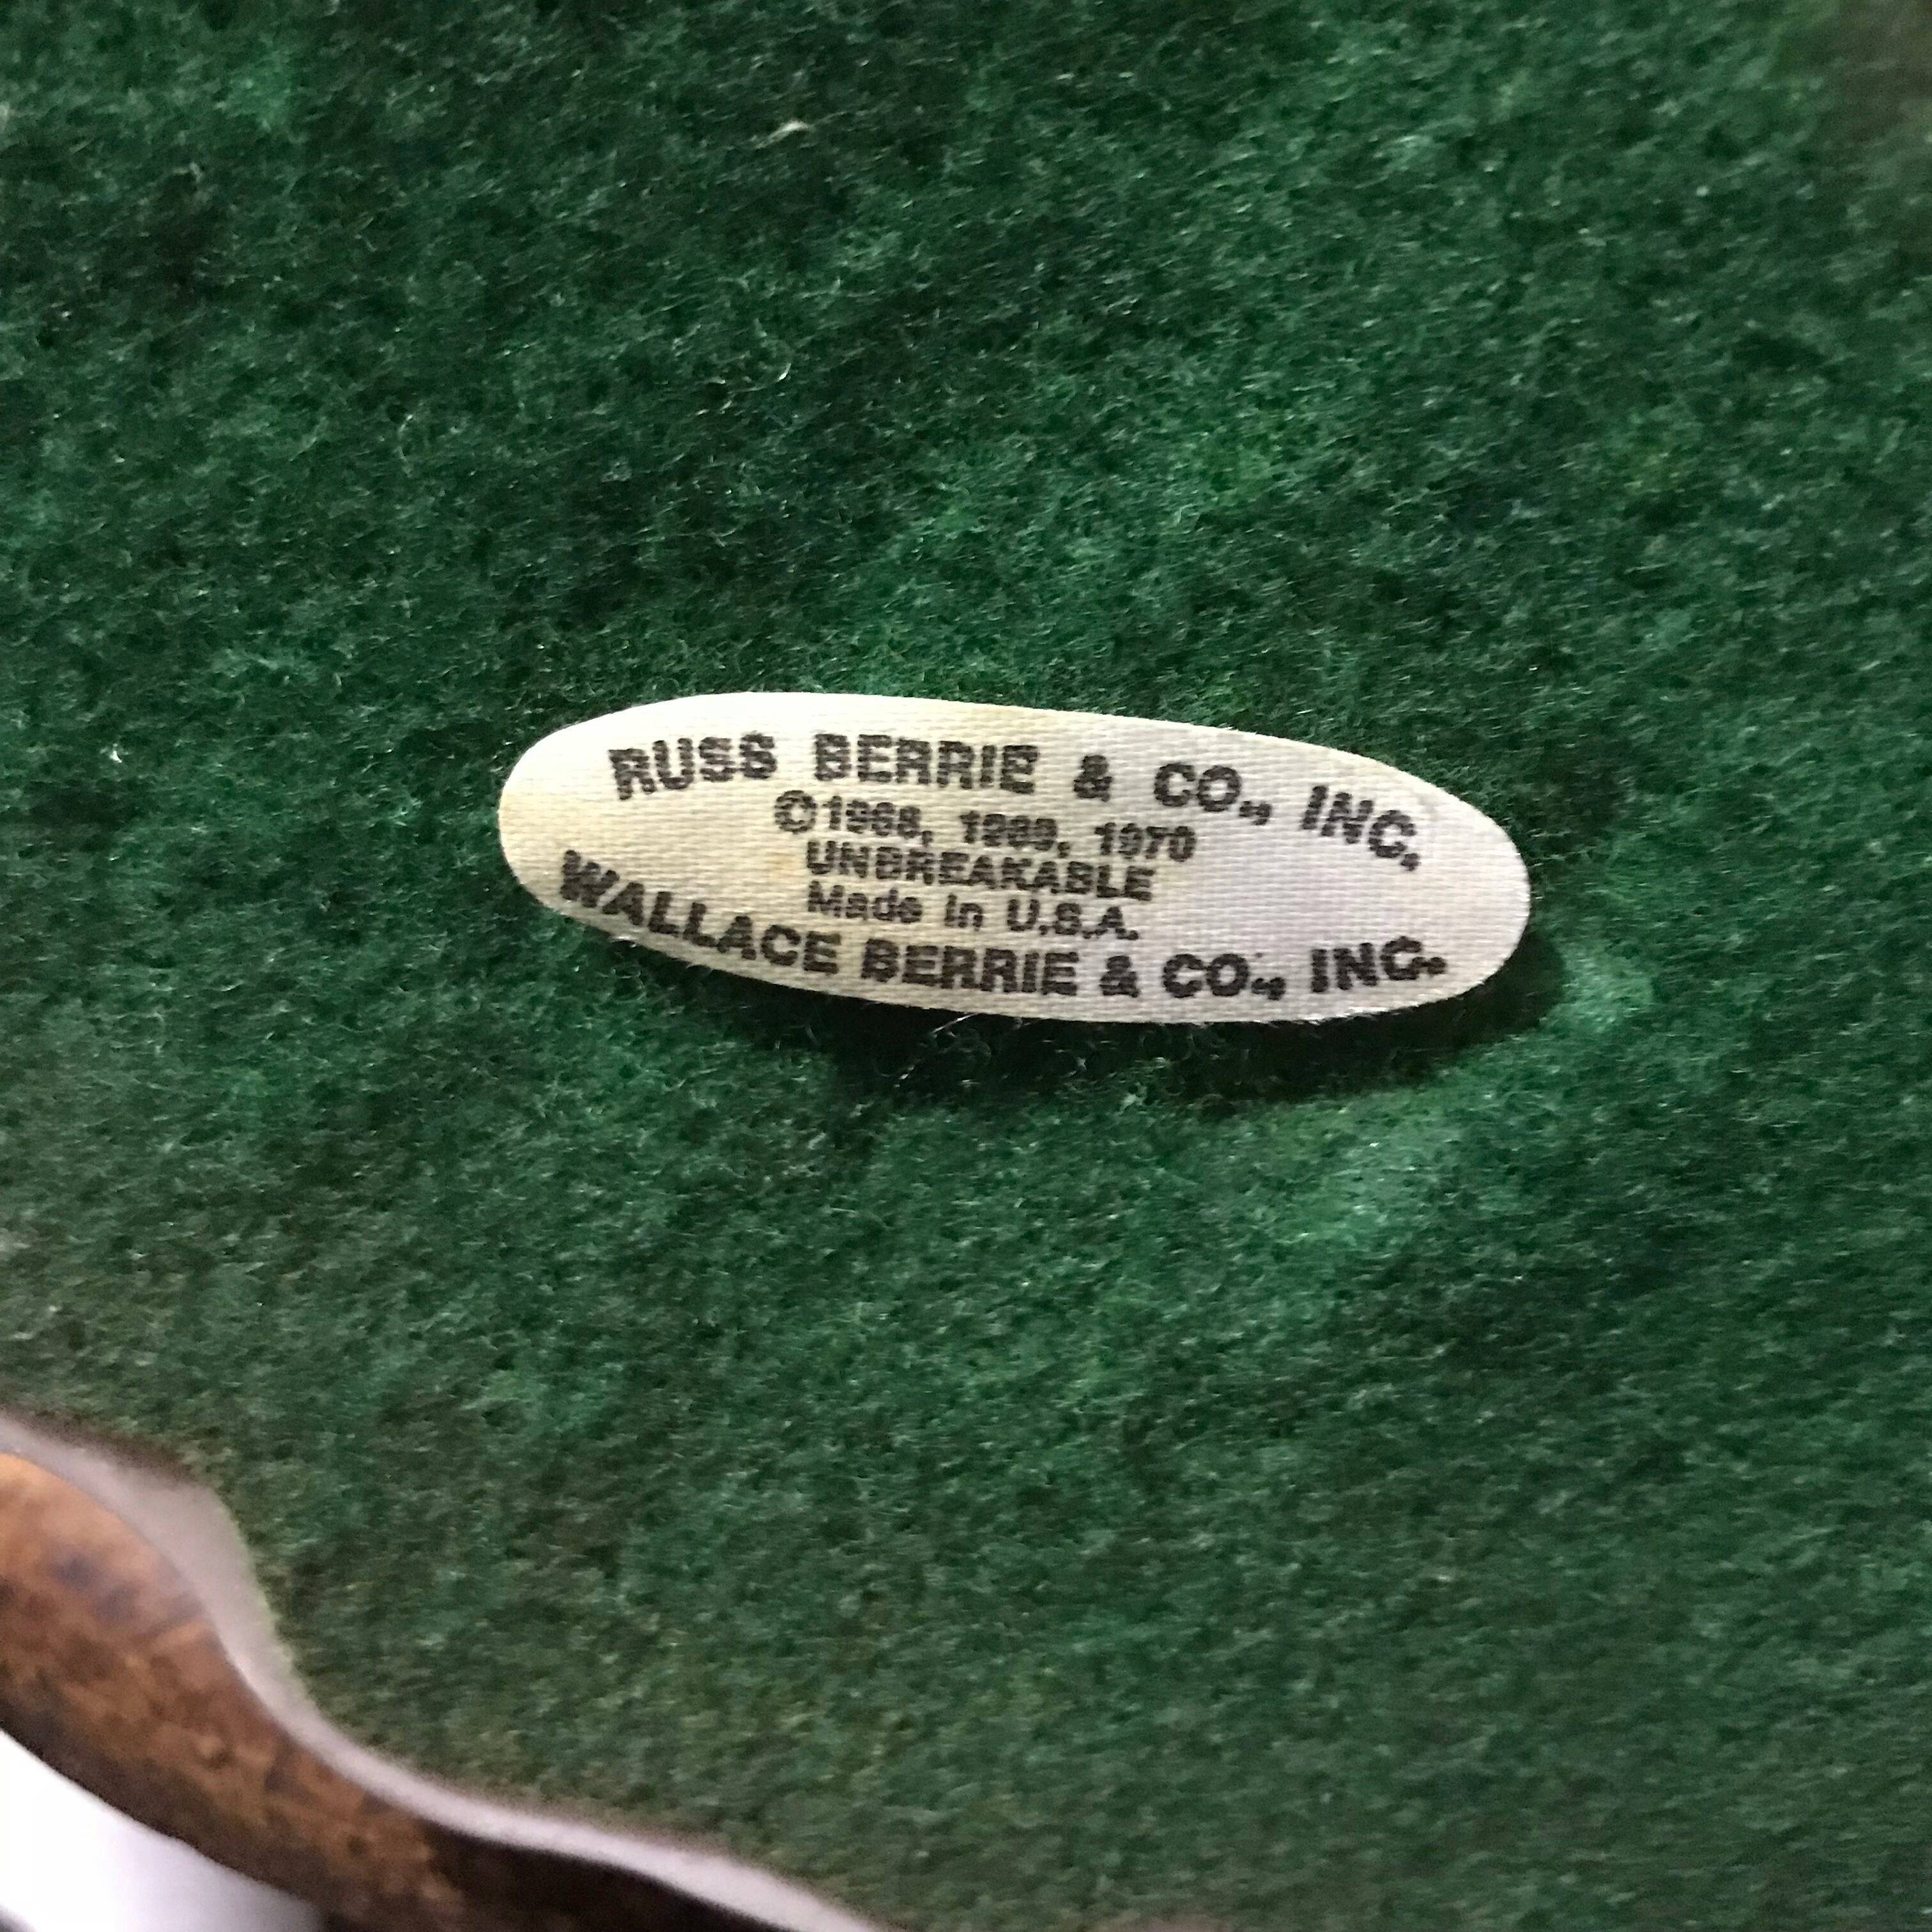 RUSS BERRIE & CO., INC.
©1968, 1969, 1970
UNBREAKABLE
Made in U.S.A.
WALLACE BERRIE & CO., INC.